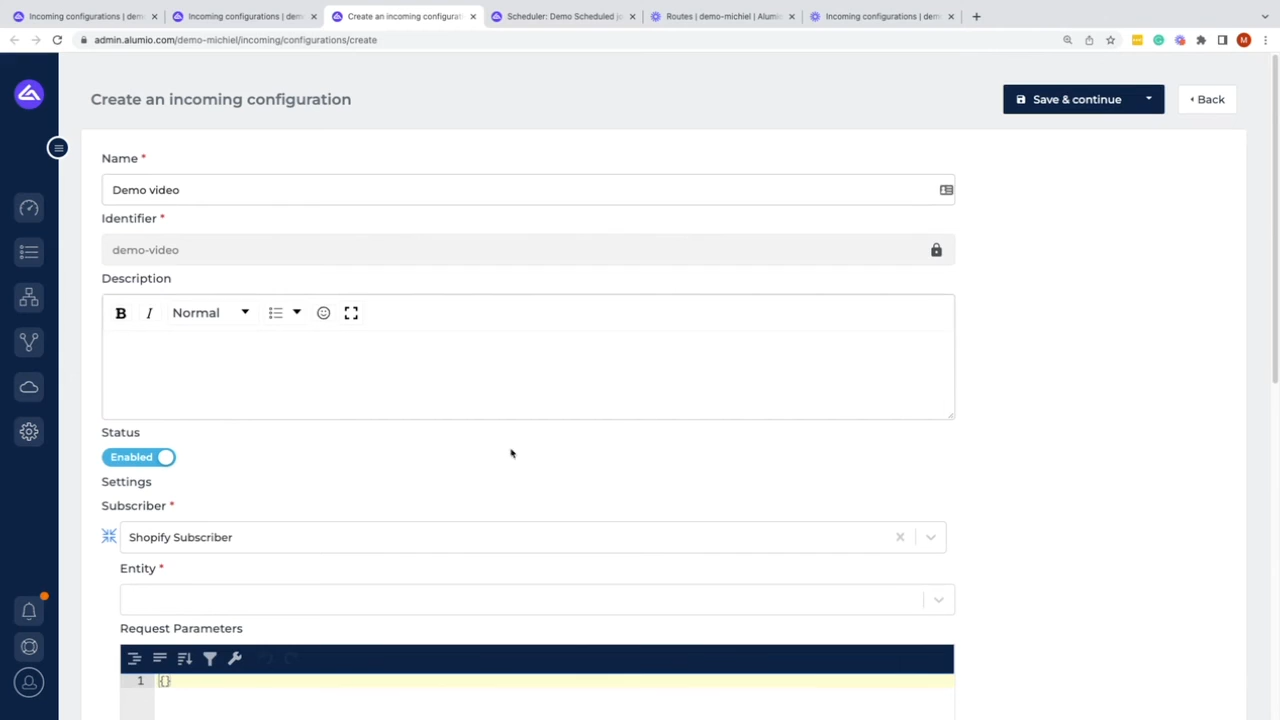 Incoming configurations | dem
Incoming configurations | dem
Create an incoming configurat
Scheduler: Demo Scheduled jo
Routes | demo-michiel | Alumi
Incoming configurations | dem
admin.alumio.com/demo-michiel/incoming/configurations/create
M
Create an incoming configuration
Save & continue
Back
Name *
Demo video
Identifier *
demo-video
Description
B I Normal
Status
Enabled
Settings
Subscriber *
Shopify Subscriber
Entity *
Request Parameters
1 {}